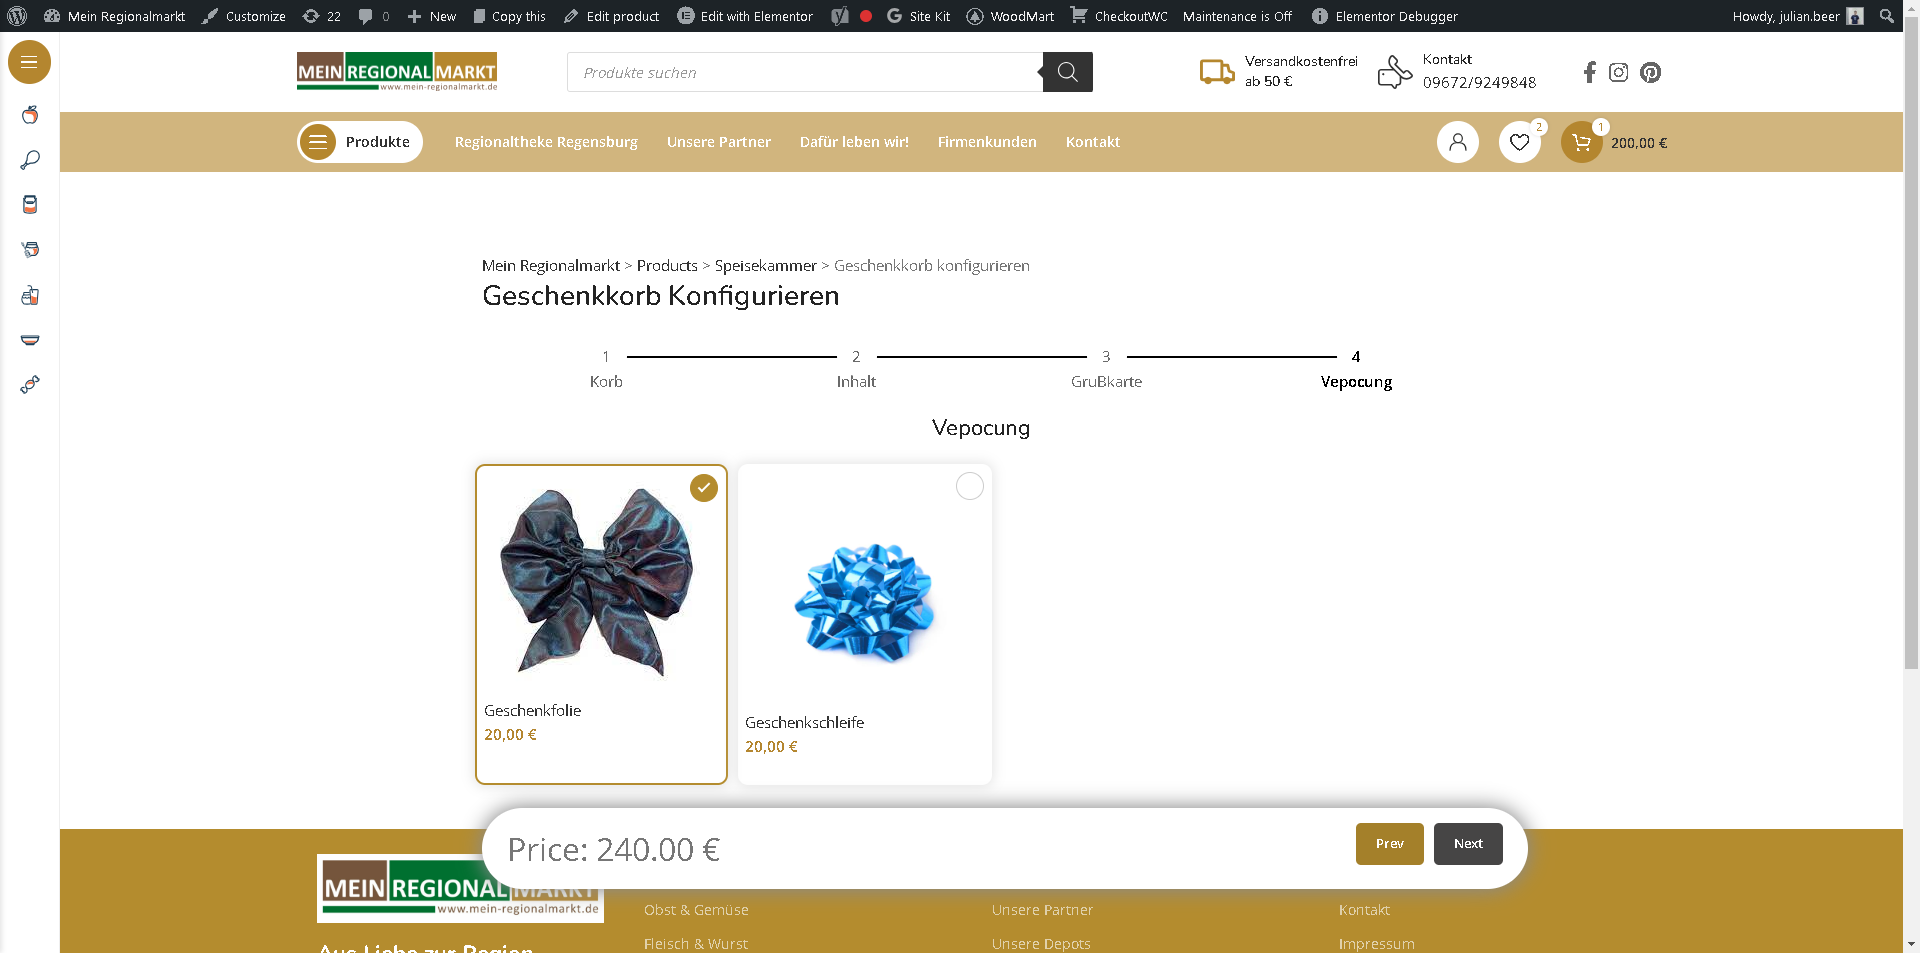 Mein Regionalmarkt Customize 22 0 New Copy this Edit product Edit with Elementor Site Kit WoodMart CheckoutWC Maintenance is Off Elementor Debugger Howdy, julian.beer
MEIN REGIONAL MARKT
www.mein-regionalmarkt.de
Produkte suchen
Versandkostenfrei
ab 50 €
Kontakt
09672/9249848
Produkte Regionaltheke Regensburg Unsere Partner Dafür leben wir! Firmenkunden Kontakt 2 1 200,00 €
Mein Regionalmarkt > Products > Speisekammer > Geschenkkorb konfigurieren
Geschenkkorb Konfigurieren
1 2 3 4
Korb Inhalt GruBkarte Vepocung
Vepocung
Geschenkfolie
20,00 €
Geschenkschleife
20,00 €
Price: 240.00 €
Prev Next
MEIN REGIONAL MARKT
www.mein-regionalmarkt.de
Aus Liebe zur Region
Obst & Gemüse
Fleisch & Wurst
Unsere Partner
Unsere Depots
Kontakt
Impressum